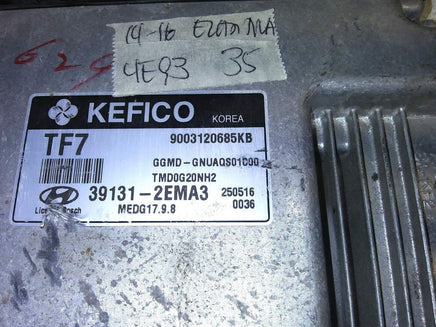 14-16 Elantra
4E93 35
629
KEFICO KOREA
TF7 9003120685KB
GGMD-GNUAQS01C00
TMD0G20NH2
39131-2EMA3 250516
MEDG17.9.8 0036